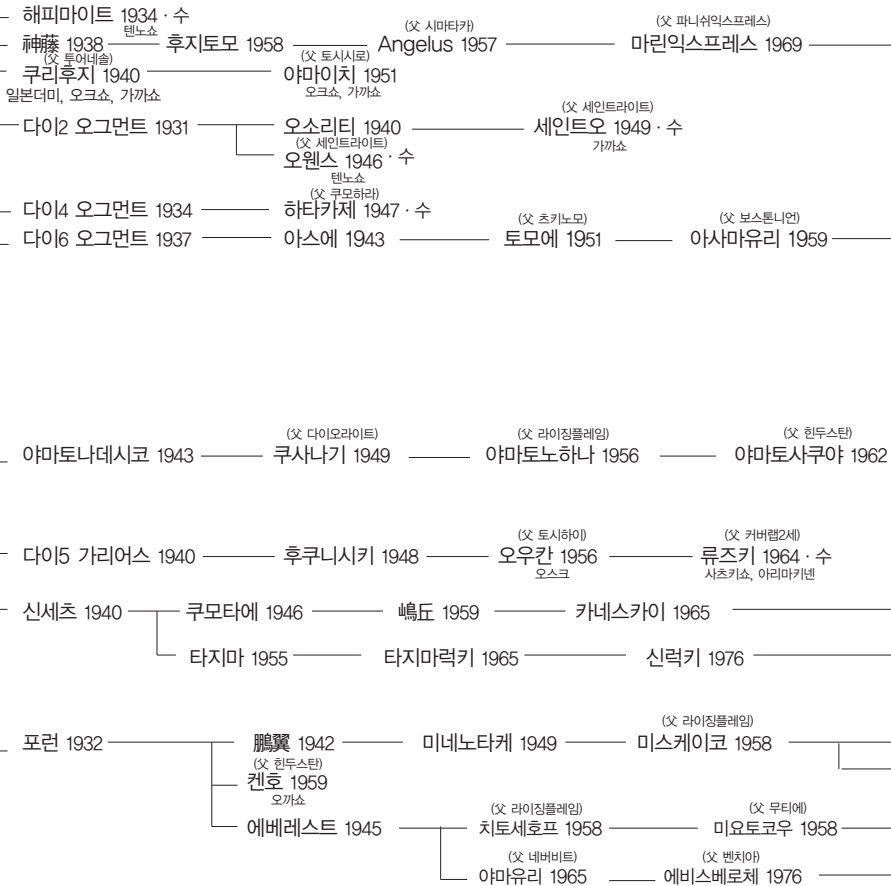 해피마이트 1934 · 수
텐노쇼
(父 시마타카)
(父 파니쉬익스프레스)
神藤 1938
후지토모 1958
Angelus 1957
마린익스프레스 1969
(父 투어네솔)
(父 토시시로)
쿠리후지 1940
야마이치 1951
일본더미, 오크쇼, 가까쇼
오크쇼, 가까쇼
(父 세인트라이트)
다이2 오그먼트 1931
오소리티 1940
세인트오 1949 · 수
(父 세인트라이트)
가까쇼
오웬스 1946 · 수
텐노쇼
(父 쿠모하라)
다이4 오그먼트 1934
하타카제 1947 · 수
(父 츠키노모)
(父 보스톤니언)
다이6 오그먼트 1937
아스에 1943
토모에 1951
아사마유리 1959
(父 다이오라이트)
(父 라이징플레임)
(父 힌두스탄)
야마토나데시코 1943
쿠사나기 1949
야마토노하나 1956
야마토사쿠야 1962
(父 토시하이)
(父 커버랩2세)
다이5 가리어스 1940
후쿠니시키 1948
오우칸 1956
류즈키 1964 · 수
오스크
사츠키쇼, 아리마키넨
신세츠 1940
쿠모타에 1946
嶋丘 1959
카네스카이 1965
타지마 1955
타지마럭키 1965
신럭키 1976
(父 라이징플레임)
포런 1932
鵬翼 1942
미네노타케 1949
미스케이코 1958
(父 힌두스탄)
켄호 1959
오까쇼
(父 라이징플레임)
(父 무티에)
에베레스트 1945
치토세호프 1958
미요토코우 1958
(父 네버비트)
(父 벤치아)
야마유리 1965
에비스베로체 1976